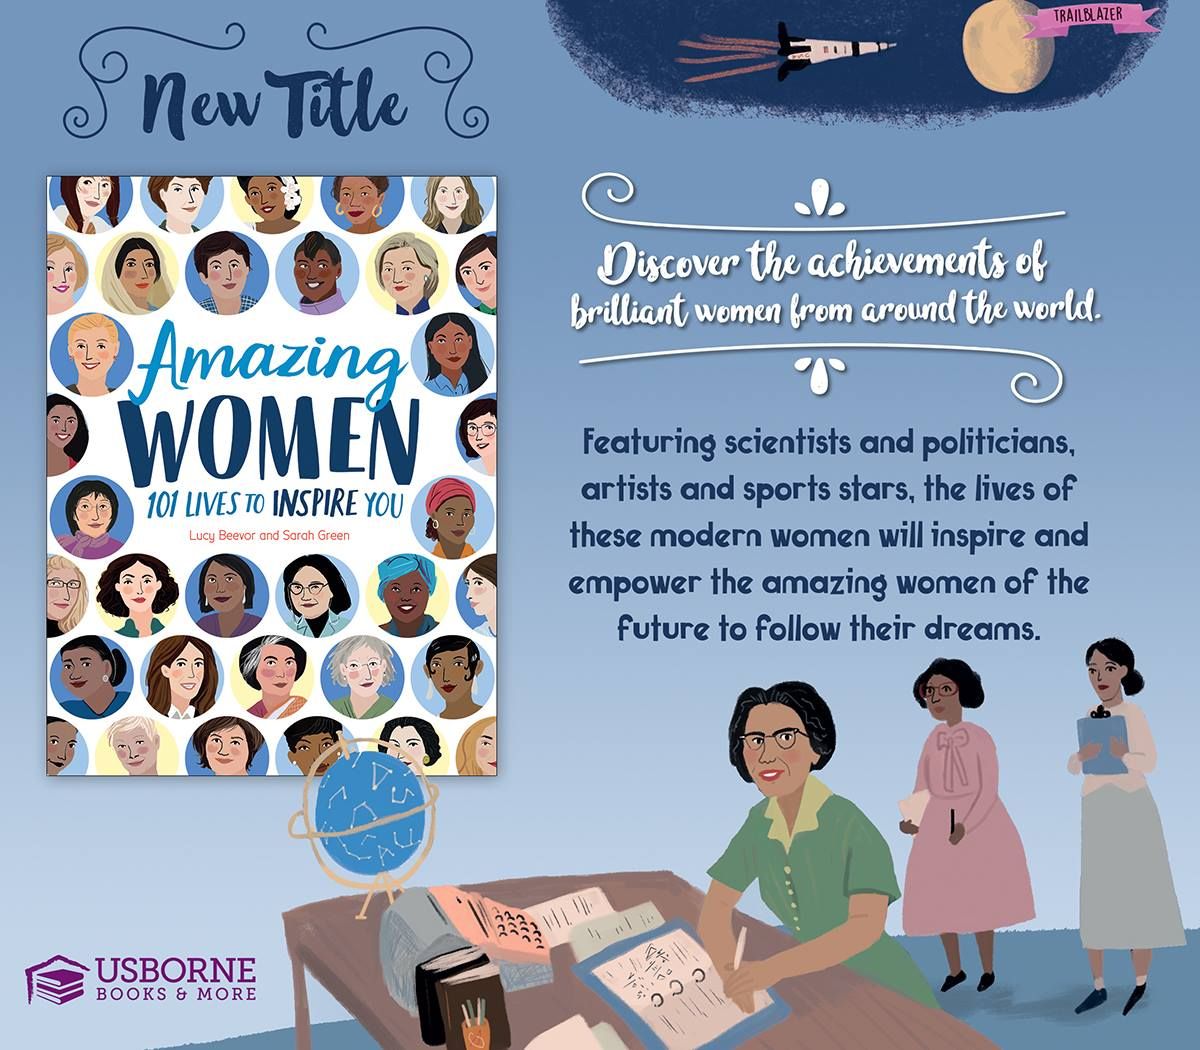 New Title
TRAILBLAZER
Amazing
WOMEN
101 LIVES TO INSPIRE YOU
Lucy Beevor and Sarah Green
Discover the achievements of
brilliant women from around the world.
Featuring scientists and politicians,
artists and sports stars, the lives of
these modern women will inspire and
empower the amazing women of the
future to follow their dreams.
USBORNE
BOOKS & MORE